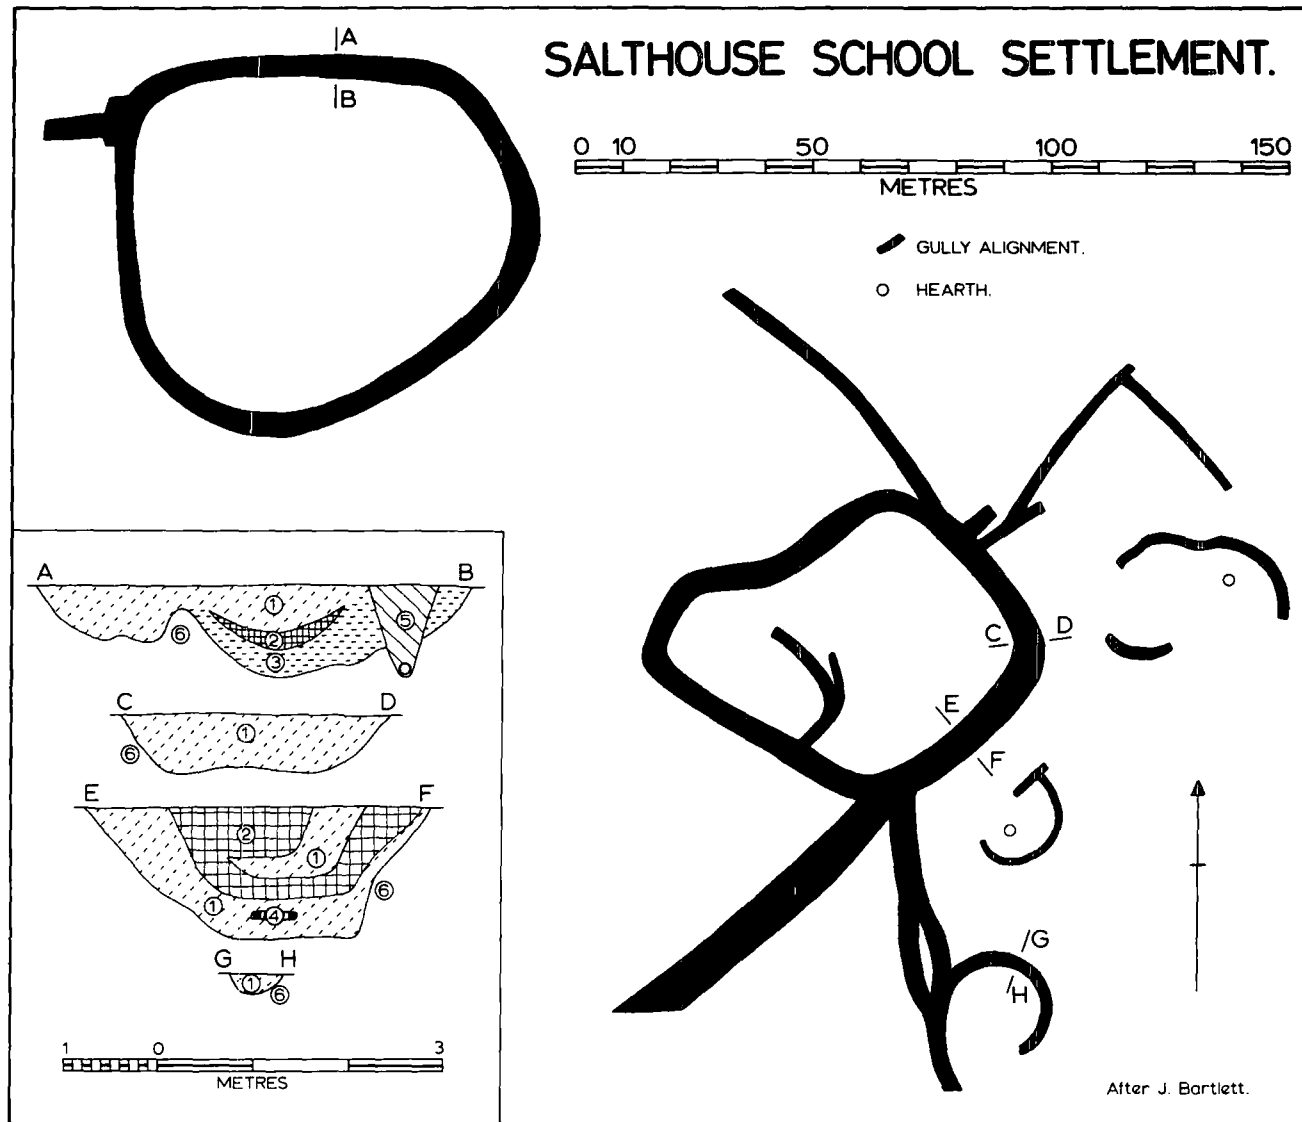 SALTHOUSE SCHOOL SETTLEMENT.
A
B
0 10 50 100 150
METRES
GULLY ALIGNMENT.
HEARTH.
C D
E
F
G
H
A B
1
5
6
2
3
C D
1
6
E F
2
1
6
1
4
G H
1
6
1 0 3
METRES
After J. Bartlett.